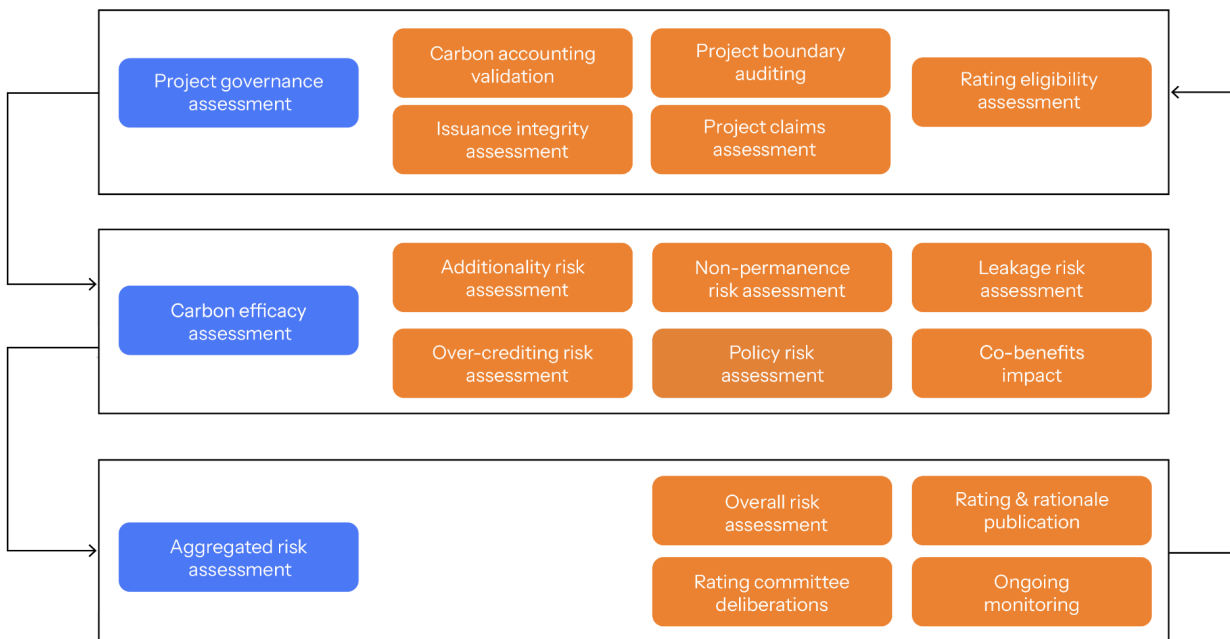 Project governance
assessment
Carbon accounting
validation
Project boundary
auditing
Rating eligibility
assessment
Issuance integrity
assessment
Project claims
assessment
Carbon efficacy
assessment
Additionality risk
assessment
Non-permanence
risk assessment
Leakage risk
assessment
Over-crediting risk
assessment
Policy risk
assessment
Co-benefits
impact
Aggregated risk
assessment
Overall risk
assessment
Rating & rationale
publication
Rating committee
deliberations
Ongoing
monitoring